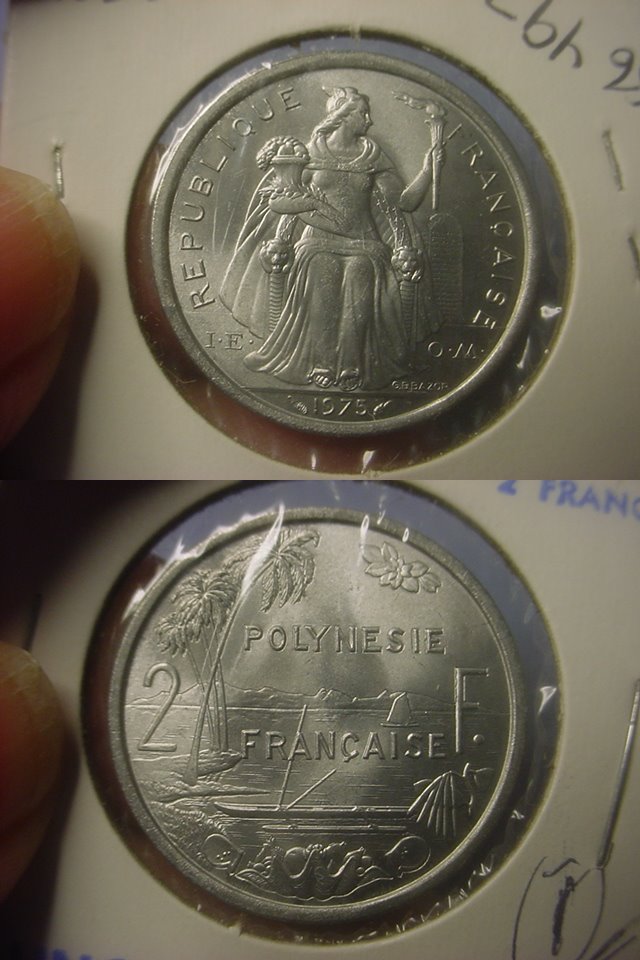 REPUBLIQUE FRANÇAISE
I·E· O·M·
G.B.L.BAZOR
1975
2 FRANC
POLYNESIE
2 F.
FRANÇAISE